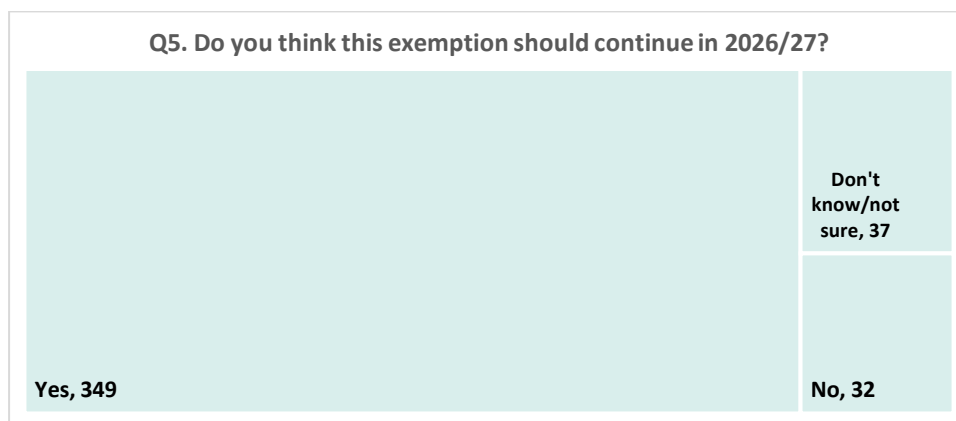 Q5. Do you think this exemption should continue in 2026/27?
Don't
know/not
sure, 37
Yes, 349
No, 32